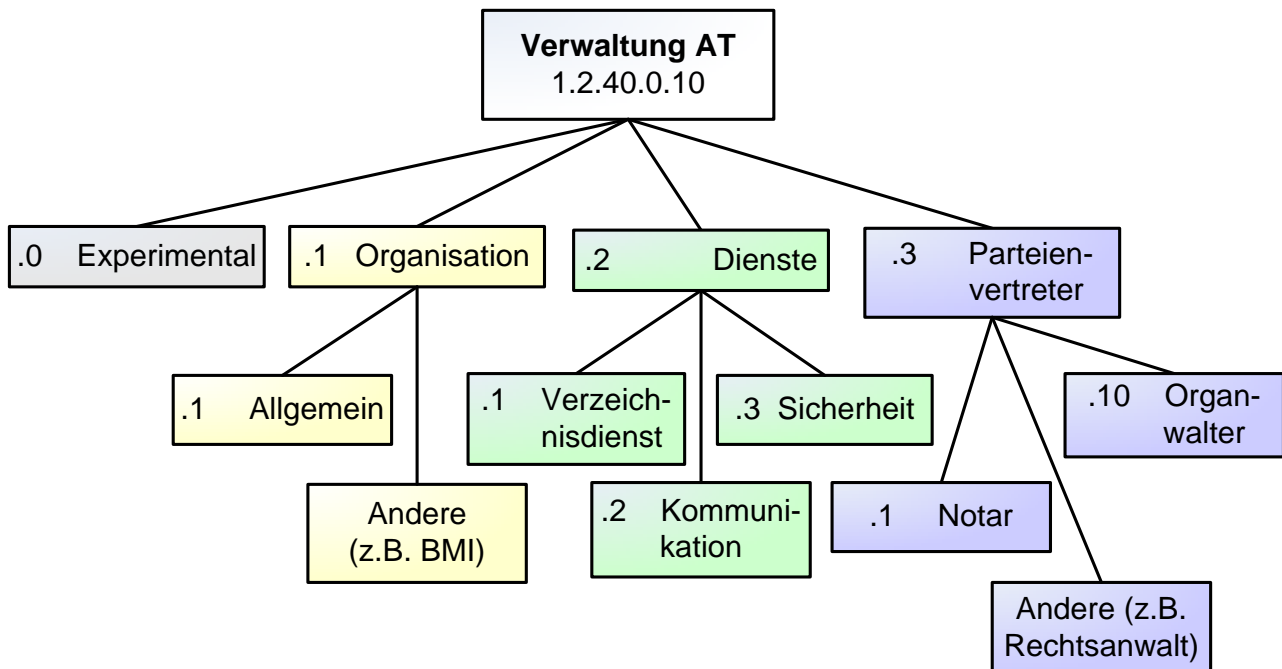 Verwaltung AT
1.2.40.0.10
.0 Experimental
.1 Organisation
.2 Dienste
.3 Parteien-
vertreter
.1 Allgemein
Andere
(z.B. BMI)
.1 Verzeich-
nisdienst
.2 Kommuni-
kation
.3 Sicherheit
.1 Notar
Andere (z.B.
Rechtsanwalt)
.10 Organ-
walter